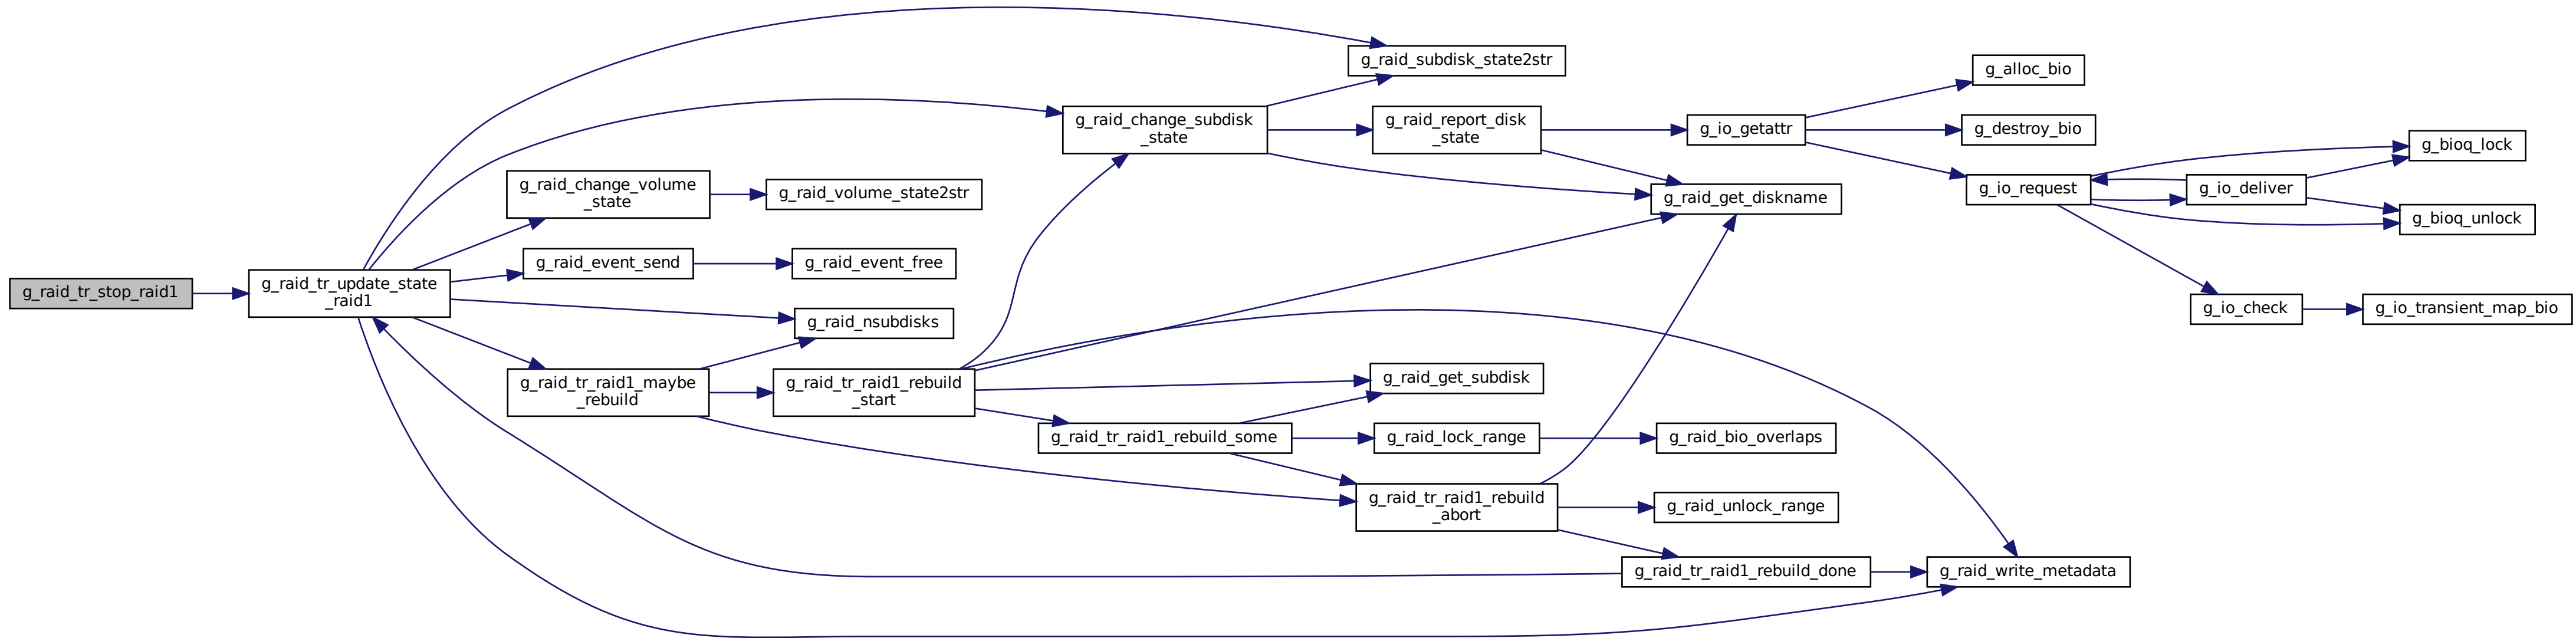 g_raid_tr_stop_raid1
g_raid_tr_update_state
_raid1
g_raid_change_volume
_state
g_raid_volume_state2str
g_raid_event_send
g_raid_event_free
g_raid_nsubdisks
g_raid_tr_raid1_maybe
_rebuild
g_raid_tr_raid1_rebuild
_start
g_raid_change_subdisk
_state
g_raid_subdisk_state2str
g_raid_report_disk
_state
g_raid_get_diskname
g_io_getattr
g_alloc_bio
g_destroy_bio
g_io_request
g_io_deliver
g_bioq_lock
g_bioq_unlock
g_io_check
g_io_transient_map_bio
g_raid_get_subdisk
g_raid_tr_raid1_rebuild_some
g_raid_lock_range
g_raid_bio_overlaps
g_raid_tr_raid1_rebuild
_abort
g_raid_unlock_range
g_raid_tr_raid1_rebuild_done
g_raid_write_metadata